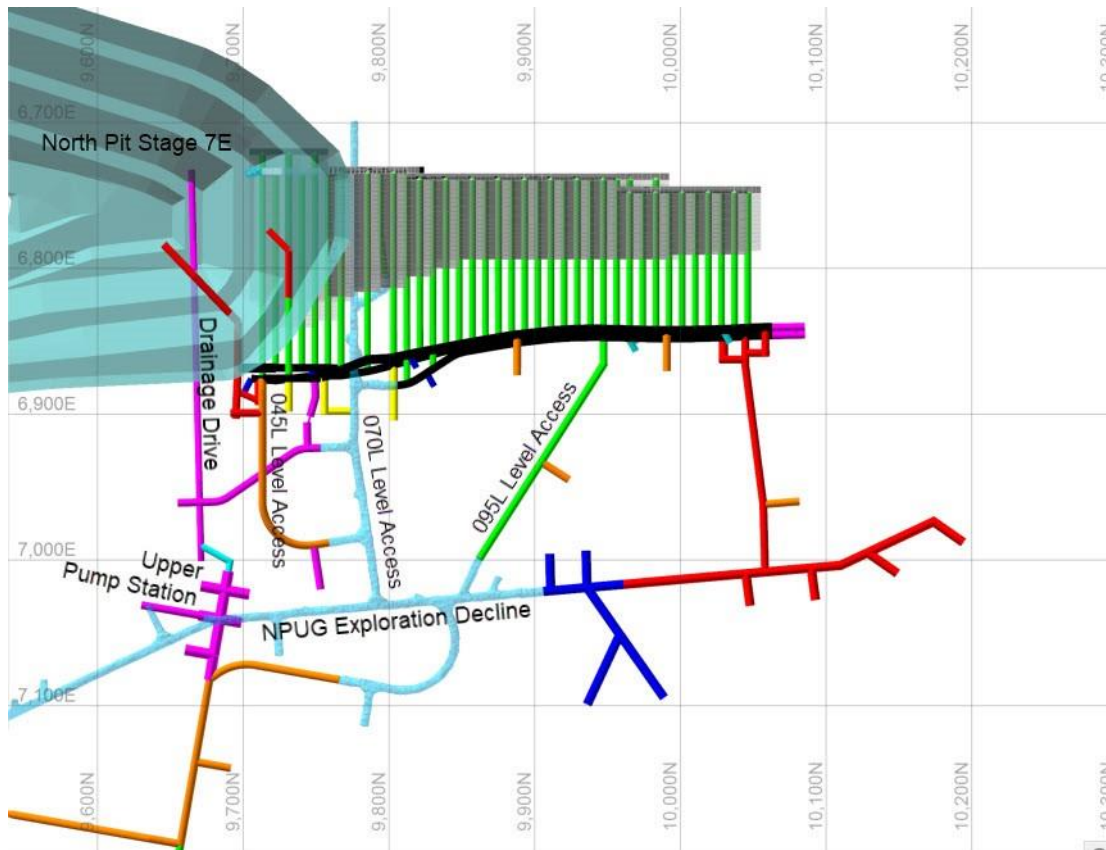 9,600N
9,700N
9,800N
9,900N
10,000N
10,100N
10,200N
6,700E
North Pit Stage 7E
6,800E
Drainage Drive
6,900E
045L Level Access
070L Level Access
095L Level Access
7,000E
Upper
Pump Station
NPUG Exploration Decline
7,100E
9,600N
9,700N
9,800N
9,900N
10,000N
10,100N
10,200N